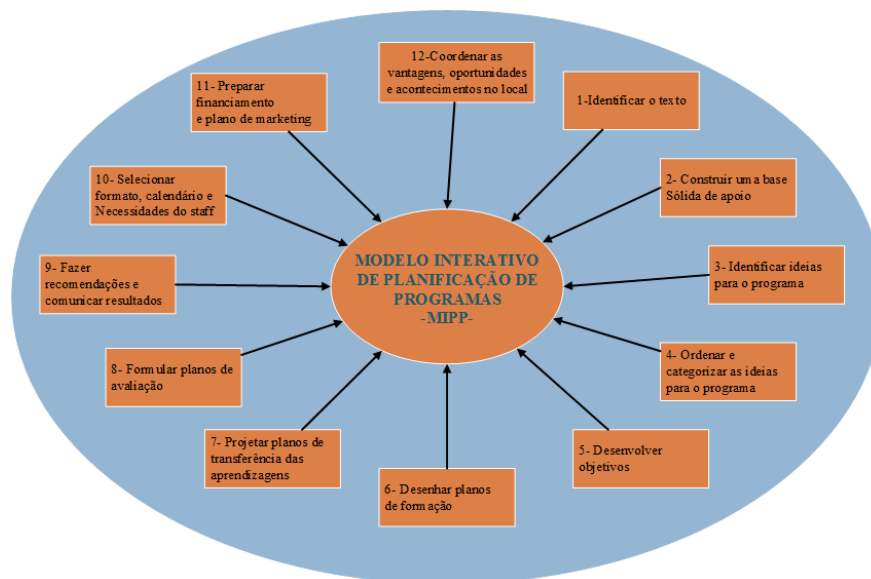 12-Coordenar as
vantagens, oportunidades
e acontecimentos no local
11- Preparar
financiamento
e plano de marketing
1-Identificar o texto
10- Selecionar
formato, calendário e
Necessidades do staff
2- Construir uma base
Sólida de apoio
MODELO INTERATIVO
DE PLANIFICAÇÃO DE
PROGRAMAS
-MIPP-
9- Fazer
recomendações e
comunicar resultados
3- Identificar ideias
para o programa
8- Formular planos de
avaliação
4- Ordenar e
categorizar as ideias
para o programa
7- Projetar planos de
transferência das
aprendizagens
5- Desenvolver
objetivos
6- Desenhar planos
de formação